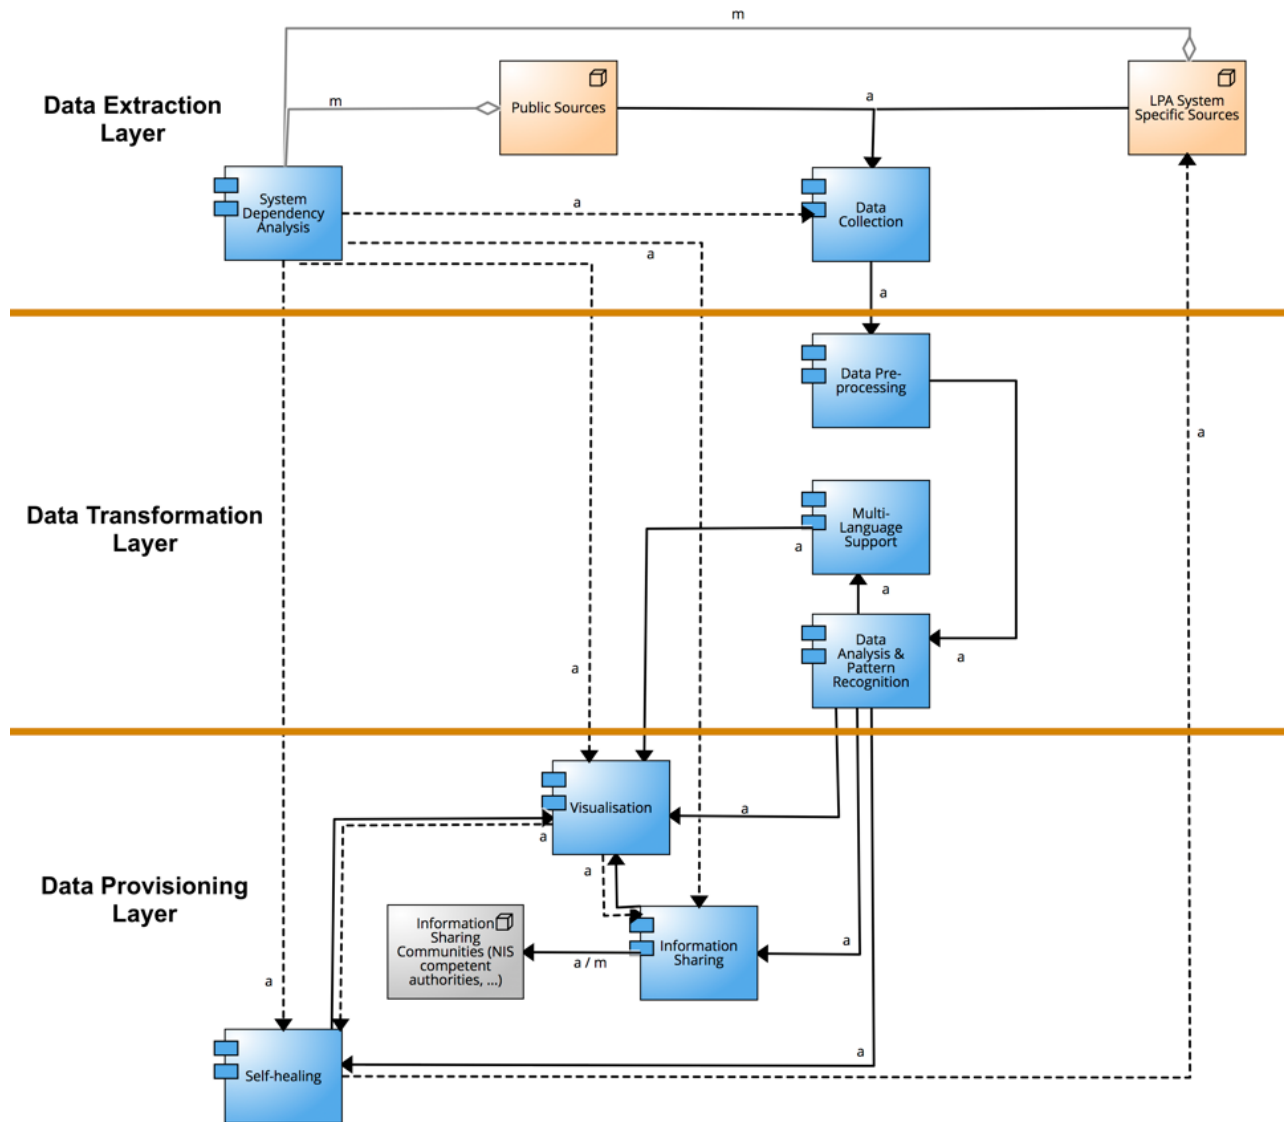 m
Data Extraction
Layer
m
Public Sources
a
LPA System
Specific Sources
System
Dependency
Analysis
a
Data
Collection
a
a
Data Pre-
processing
a
Data Transformation
Layer
Multi-
Language
Support
a
a
Data
Analysis &
Pattern
Recognition
a
a
Visualisation
a
a
a
Data Provisioning
Layer
Information
Sharing
Communities (NIS
competent
authorities, ...)
a / m
Information
Sharing
a
a
Self-healing
a